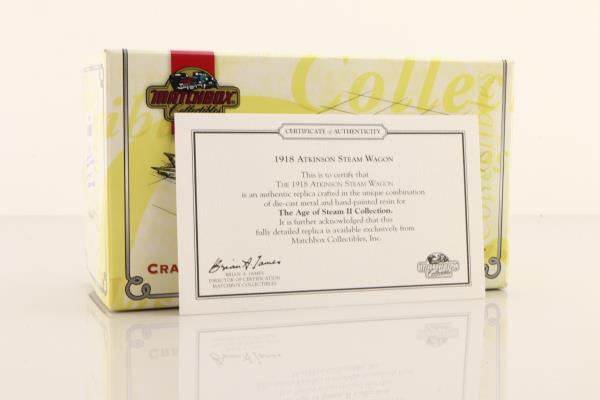 Collec
MATCHBOX
Collectibles
CERTIFICATE of AUTHENTICITY
1918 ATKINSON STEAM WAGON
This is to certify that
THE 1918 ATKINSON STEAM WAGON
is an authentic replica crafted in the unique combination
of die-cast metal and hand-painted resin for
The Age of Steam II Collection.
It is further acknowledged that this
fully detailed replica is available exclusively from
Matchbox Collectibles, Inc.
Brian A. James
BRIAN A. JAMES
DIRECTOR OF CERTIFICATION
MATCHBOX COLLECTIBLES
MATCHBOX
Collectibles
CRA